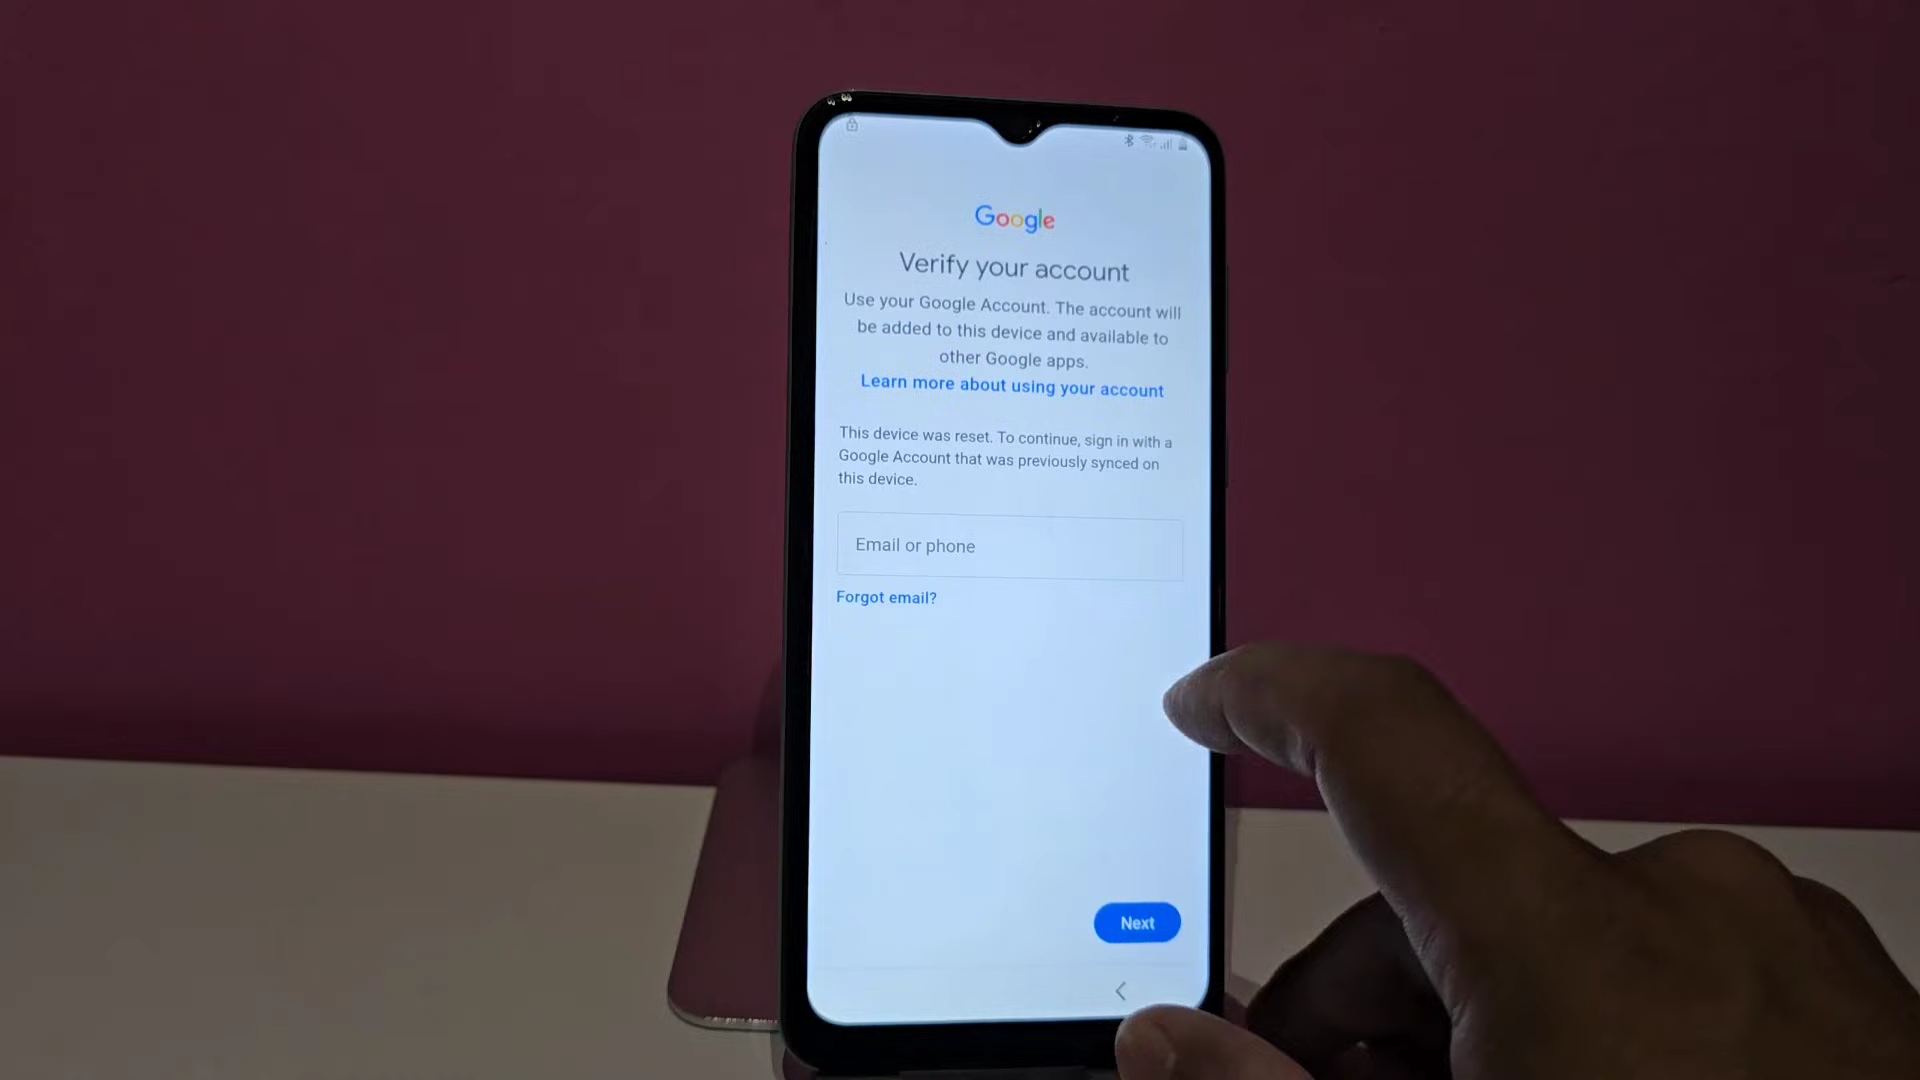 Google
Verify your account
Use your Google Account. The account will
be added to this device and available to
other Google apps.
Learn more about using your account
This device was reset. To continue, sign in with a
Google Account that was previously synced on
this device.
Email or phone
Forgot email?
Next